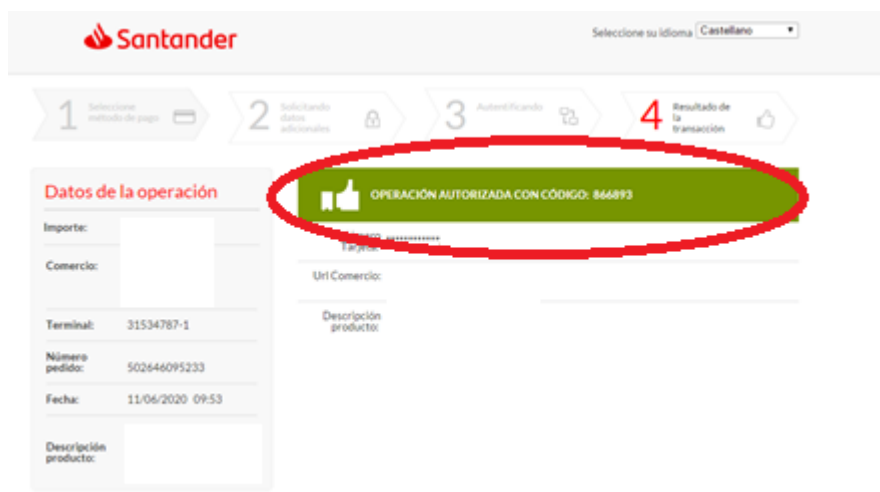 Santander
Seleccione su idioma Castellano
1 Seleccione
método de pago
2 Solicitando
datos
adicionales
3 Autentificando
4 Resultado de
la
transacción
Datos de la operación
Importe:
Comercio:
Terminal: 31534787-1
Número
pedido: 502646095233
Fecha: 11/06/2020 09:53
Descripción
producto:
OPERACIÓN AUTORIZADA CON CÓDIGO: 866893
Tarjeta: ••••••••••••
Url Comercio:
Descripción
producto: